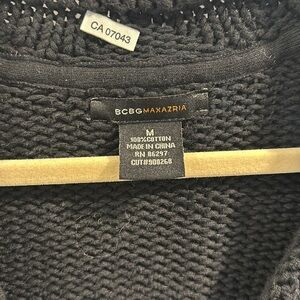 CA 07043
BCBGMAXAZRIA
M
100%COTTON
MADE IN CHINA
RN 86297
CUT#908268